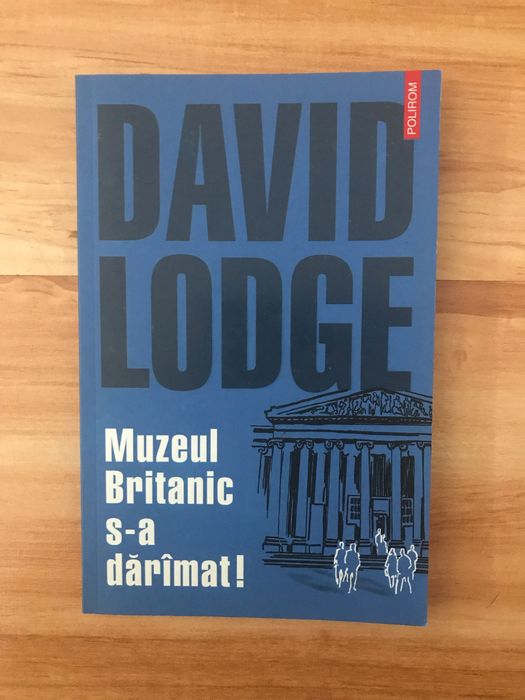 POLIROM
DAVID
LODGE
Muzeul
Britanic
s-a
dărîmat!